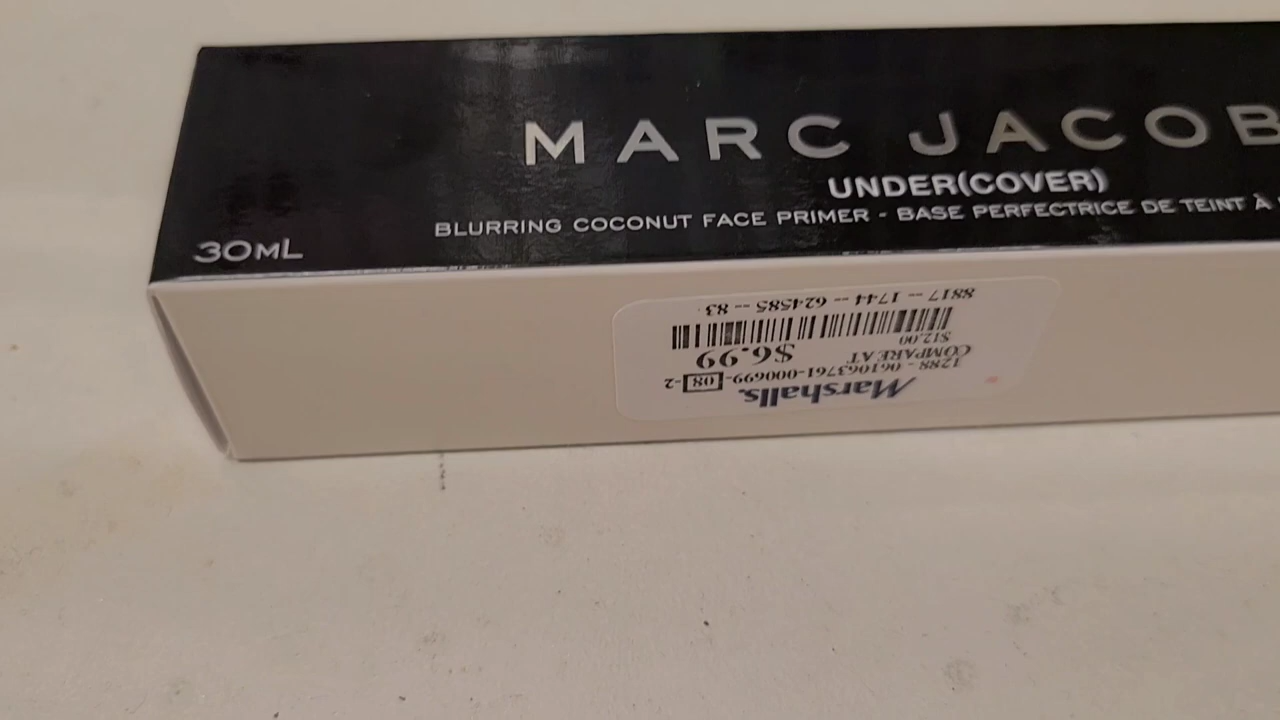 MARC JACOB
UNDER(COVER)
BLURRING COCONUT FACE PRIMER - BASE PERFECTRICE DE TEINT À
30ML
Marshalls.
1288 - 061063761-000699- 08 -2
COMPARE AT
$12.00
$6.99
8817 -- 1744 -- 624585 -- 83